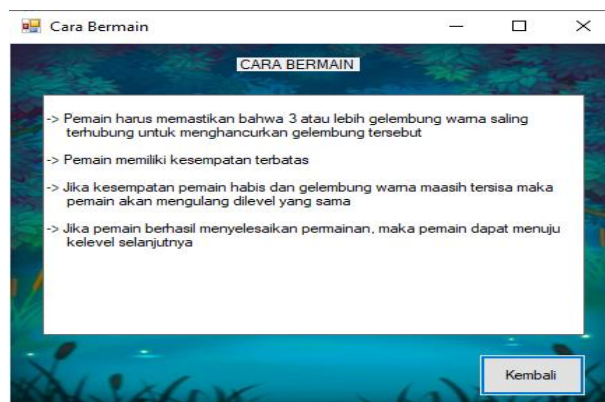 Cara Bermain
CARA BERMAIN
-> Pemain harus memastikan bahwa 3 atau lebih gelembung warna saling
terhubung untuk menghancurkan gelembung tersebut
-> Pemain memiliki kesempatan terbatas
-> Jika kesempatan pemain habis dan gelembung warna maasih tersisa maka
pemain akan mengulang dilevel yang sama
-> Jika pemain berhasil menyelesaikan permainan, maka pemain dapat menuju
kelevel selanjutnya
Kembali